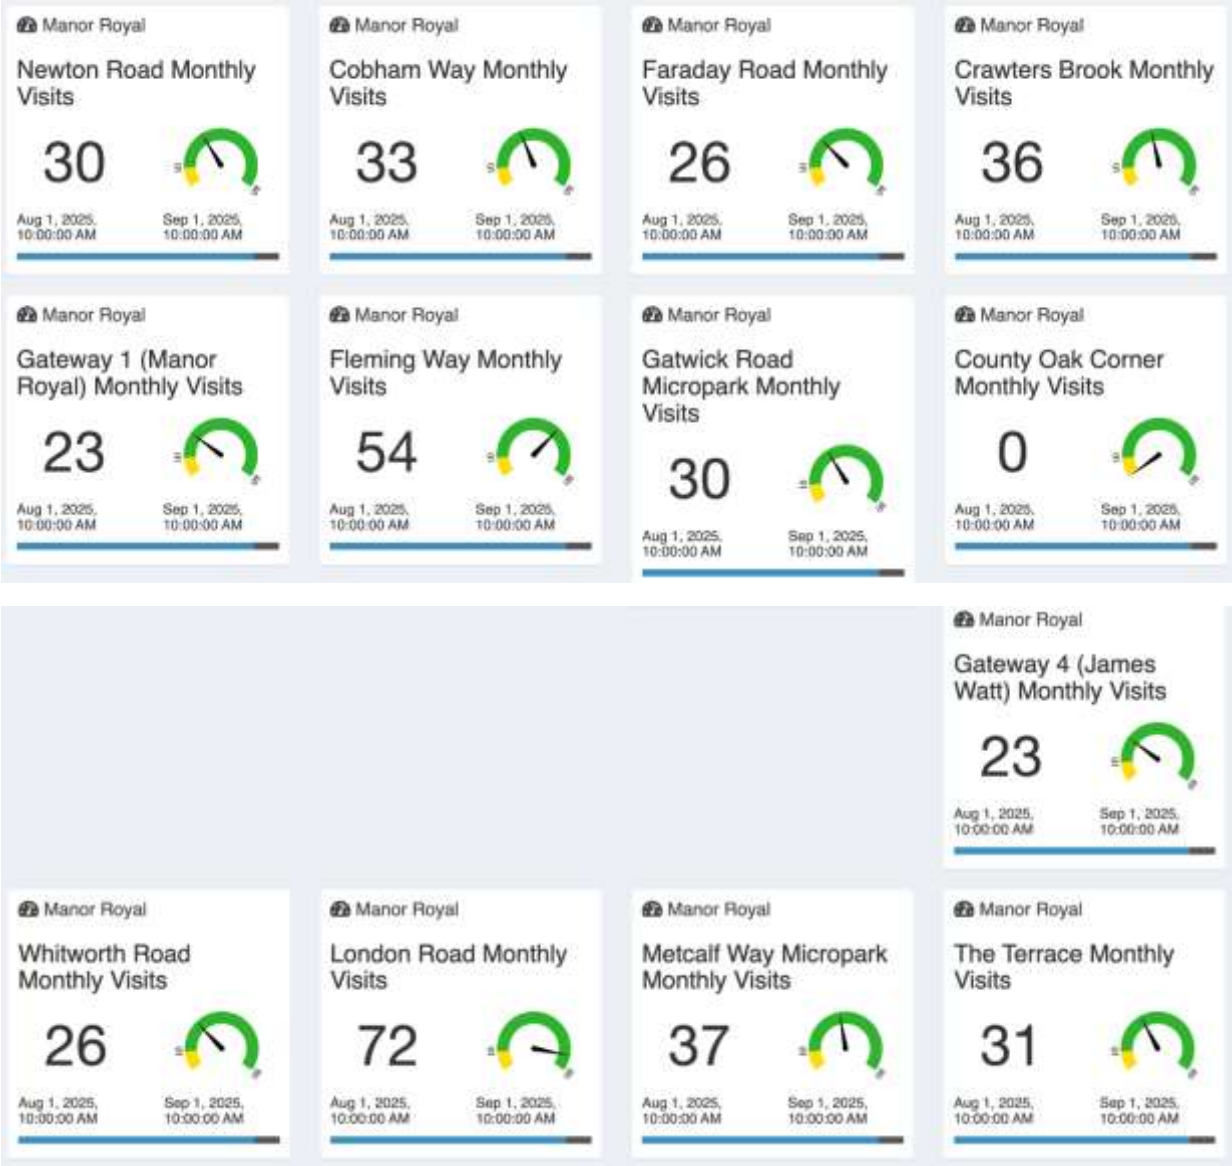 Manor Royal
Newton Road Monthly
Visits
30
Aug 1, 2025,
10:00:00 AM
Sep 1, 2025,
10:00:00 AM
Manor Royal
Cobham Way Monthly
Visits
33
Aug 1, 2025,
10:00:00 AM
Sep 1, 2025,
10:00:00 AM
Manor Royal
Faraday Road Monthly
Visits
26
Aug 1, 2025,
10:00:00 AM
Sep 1, 2025,
10:00:00 AM
Manor Royal
Crawters Brook Monthly
Visits
36
Aug 1, 2025,
10:00:00 AM
Sep 1, 2025,
10:00:00 AM
Manor Royal
Gateway 1 (Manor
Royal) Monthly Visits
23
Aug 1, 2025,
10:00:00 AM
Sep 1, 2025,
10:00:00 AM
Manor Royal
Fleming Way Monthly
Visits
54
Aug 1, 2025,
10:00:00 AM
Sep 1, 2025,
10:00:00 AM
Manor Royal
Gatwick Road
Micropark Monthly
Visits
30
Aug 1, 2025,
10:00:00 AM
Sep 1, 2025,
10:00:00 AM
Manor Royal
County Oak Corner
Monthly Visits
0
Aug 1, 2025,
10:00:00 AM
Sep 1, 2025,
10:00:00 AM
Manor Royal
Gateway 4 (James
Watt) Monthly Visits
23
Aug 1, 2025,
10:00:00 AM
Sep 1, 2025,
10:00:00 AM
Manor Royal
Whitworth Road
Monthly Visits
26
Aug 1, 2025,
10:00:00 AM
Sep 1, 2025,
10:00:00 AM
Manor Royal
London Road Monthly
Visits
72
Aug 1, 2025,
10:00:00 AM
Sep 1, 2025,
10:00:00 AM
Manor Royal
Metcalf Way Micropark
Monthly Visits
37
Aug 1, 2025,
10:00:00 AM
Sep 1, 2025,
10:00:00 AM
Manor Royal
The Terrace Monthly
Visits
31
Aug 1, 2025,
10:00:00 AM
Sep 1, 2025,
10:00:00 AM